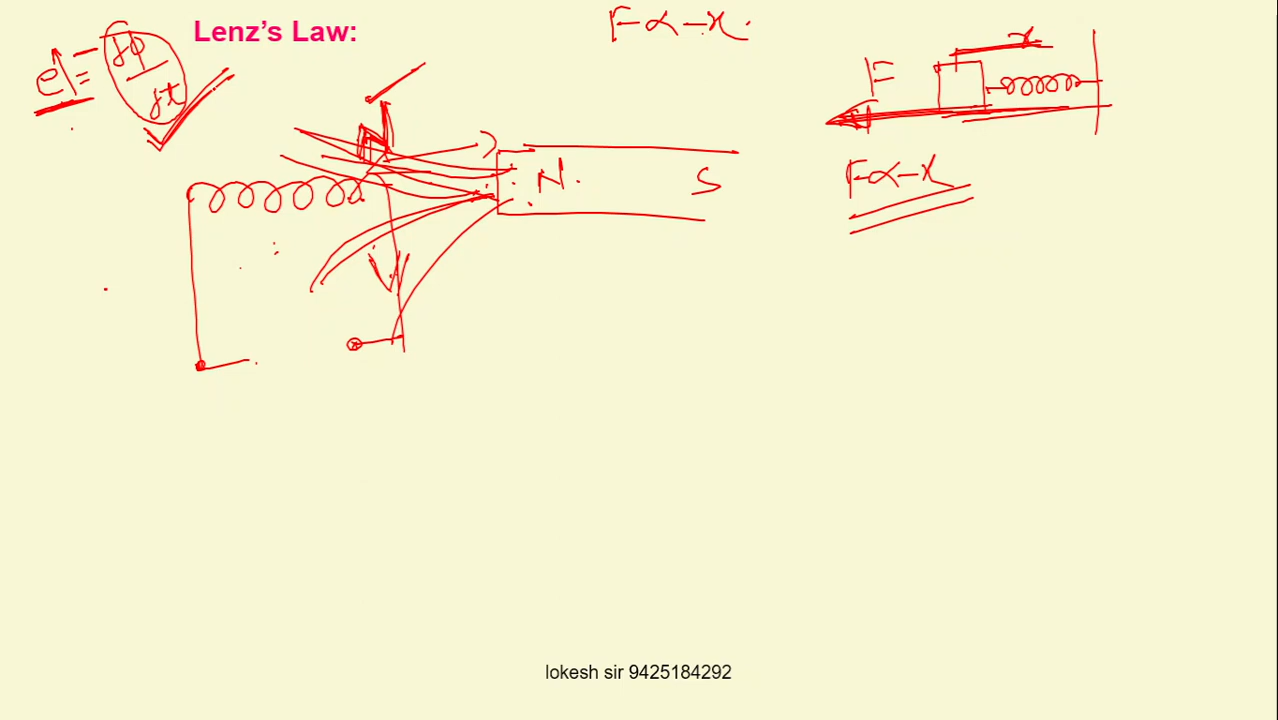 Lenz's Law:
F α -x
e = - dφ/dt
F
x
N
N
S
F α -x
lokesh sir 9425184292